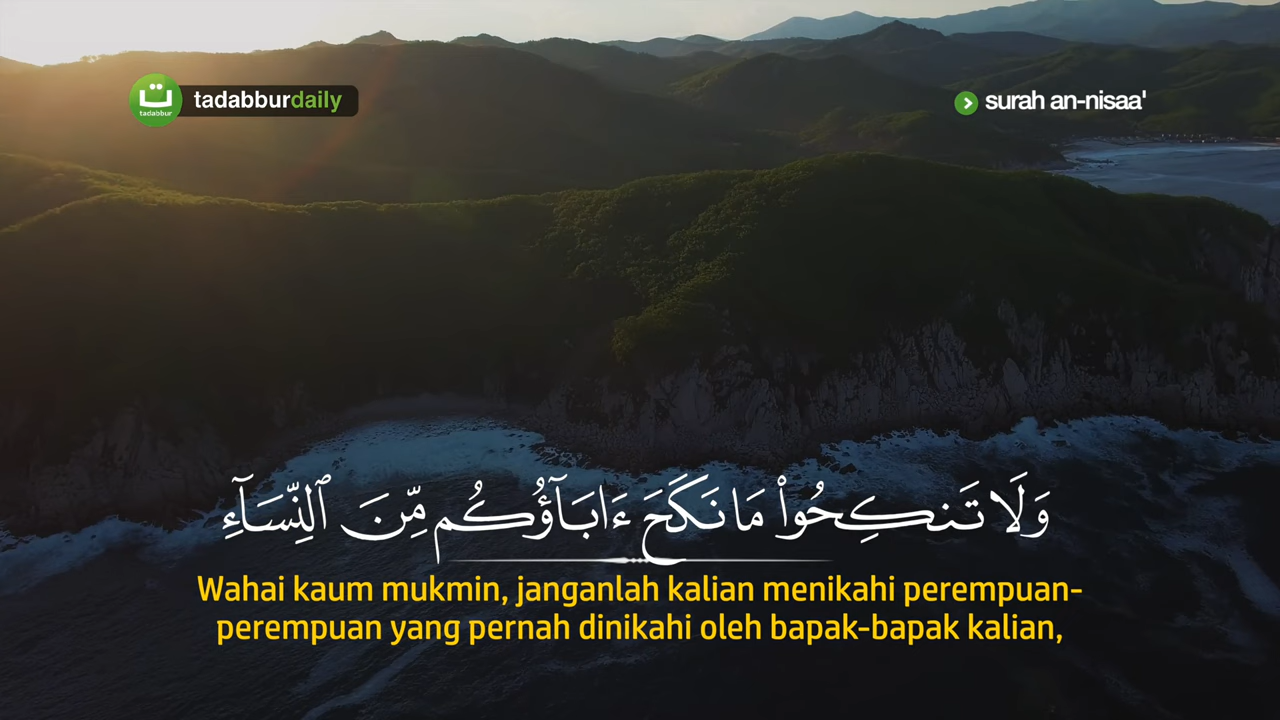 ت
tadabbur
tadabburdaily
surah an-nisaa'
وَلَا تَنكِحُوا۟ مَا نَكَحَ ءَابَآؤُكُم مِّنَ ٱلنِّسَآءِ
Wahai kaum mukmin, janganlah kalian menikahi perempuan-
perempuan yang pernah dinikahi oleh bapak-bapak kalian,